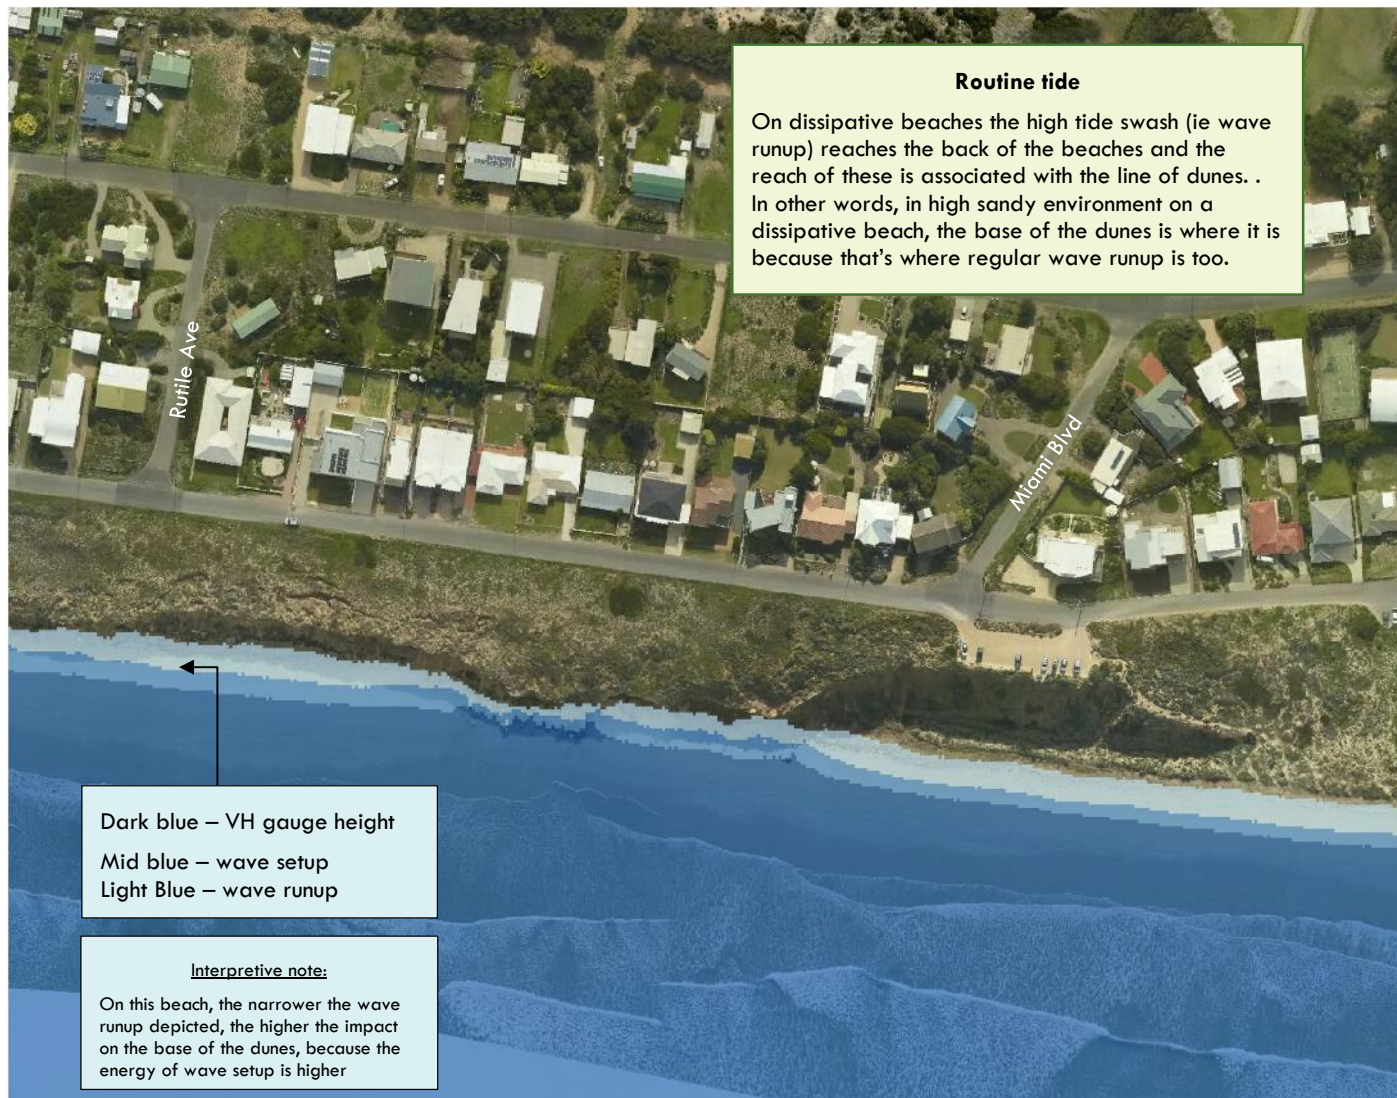 Routine tide
On dissipative beaches the high tide swash (ie wave
runup) reaches the back of the beaches and the
reach of these is associated with the line of dunes. .
In other words, in high sandy environment on a
dissipative beach, the base of the dunes is where it is
because that's where regular wave runup is too.
Rutile Ave
Miami Blvd
Dark blue – VH gauge height
Mid blue – wave setup
Light Blue – wave runup
Interpretive note:
On this beach, the narrower the wave
runup depicted, the higher the impact
on the base of the dunes, because the
energy of wave setup is higher